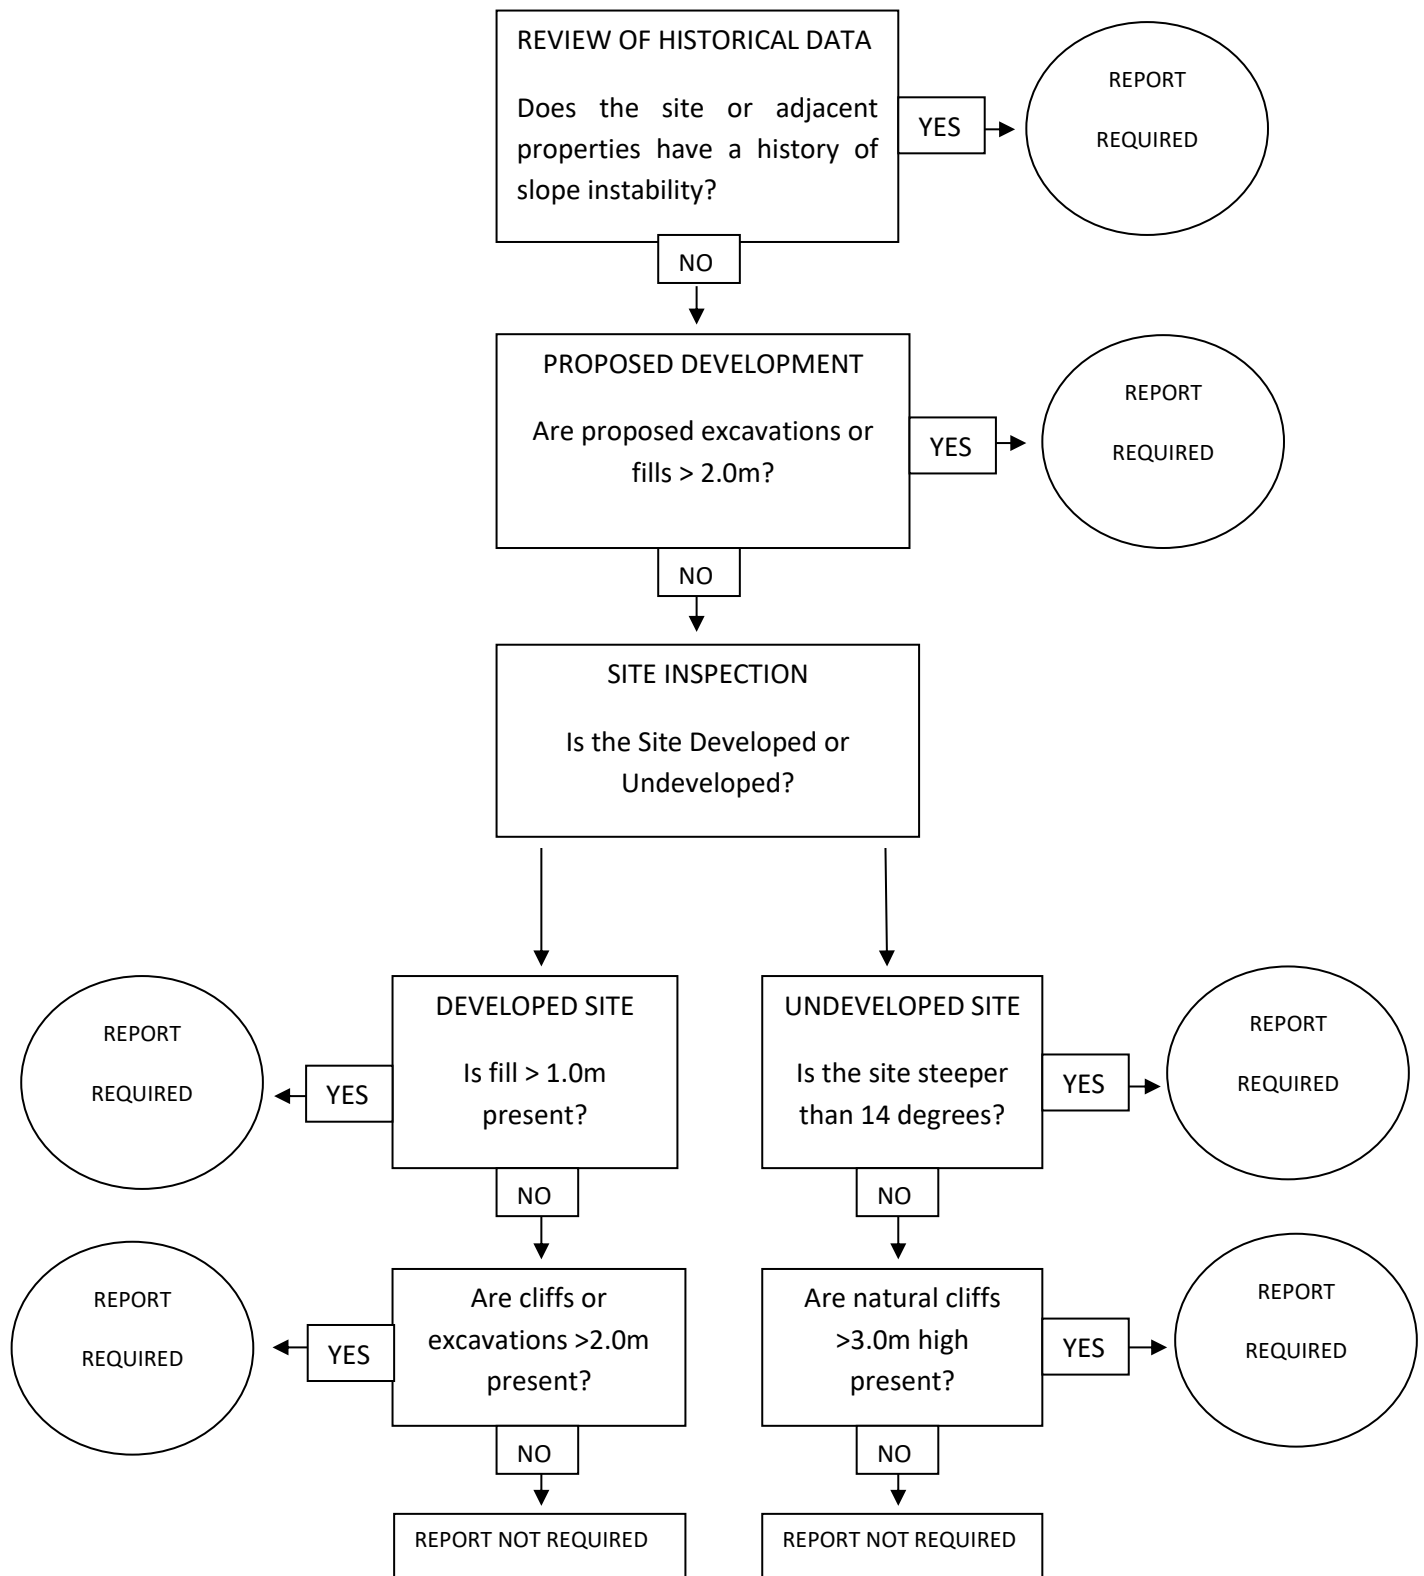 REVIEW OF HISTORICAL DATA
Does the site or adjacent
properties have a history of
slope instability?
YES
REPORT
REQUIRED
NO
PROPOSED DEVELOPMENT
Are proposed excavations or
fills > 2.0m?
YES
REPORT
REQUIRED
NO
SITE INSPECTION
Is the Site Developed or
Undeveloped?
DEVELOPED SITE
Is fill > 1.0m
present?
YES
REPORT
REQUIRED
NO
Are cliffs or
excavations >2.0m
present?
YES
REPORT
REQUIRED
NO
REPORT NOT REQUIRED
UNDEVELOPED SITE
Is the site steeper
than 14 degrees?
YES
REPORT
REQUIRED
NO
Are natural cliffs
>3.0m high
present?
YES
REPORT
REQUIRED
NO
REPORT NOT REQUIRED